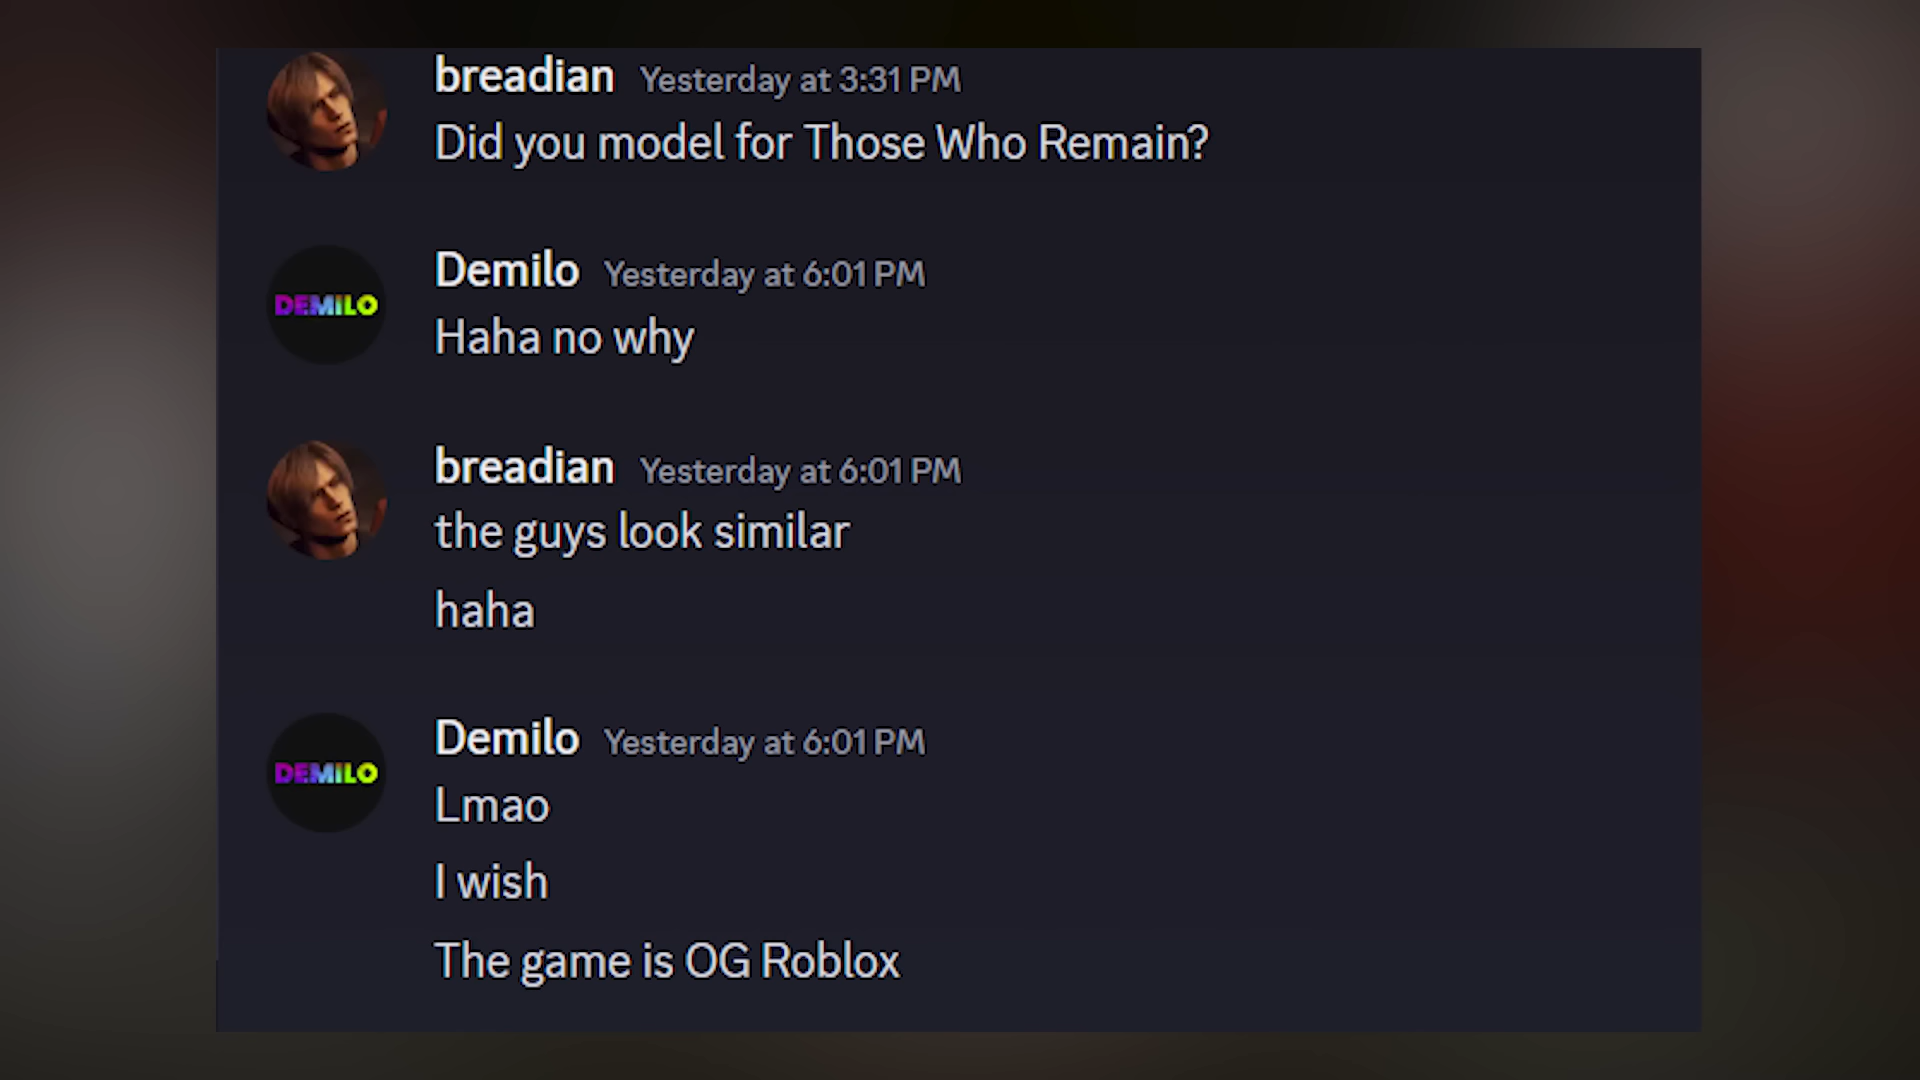 breadian Yesterday at 3:31 PM
Did you model for Those Who Remain?
DEMILO
Demilo Yesterday at 6:01 PM
Haha no why
breadian Yesterday at 6:01 PM
the guys look similar
haha
DEMILO
Demilo Yesterday at 6:01 PM
Lmao
I wish
The game is OG Roblox